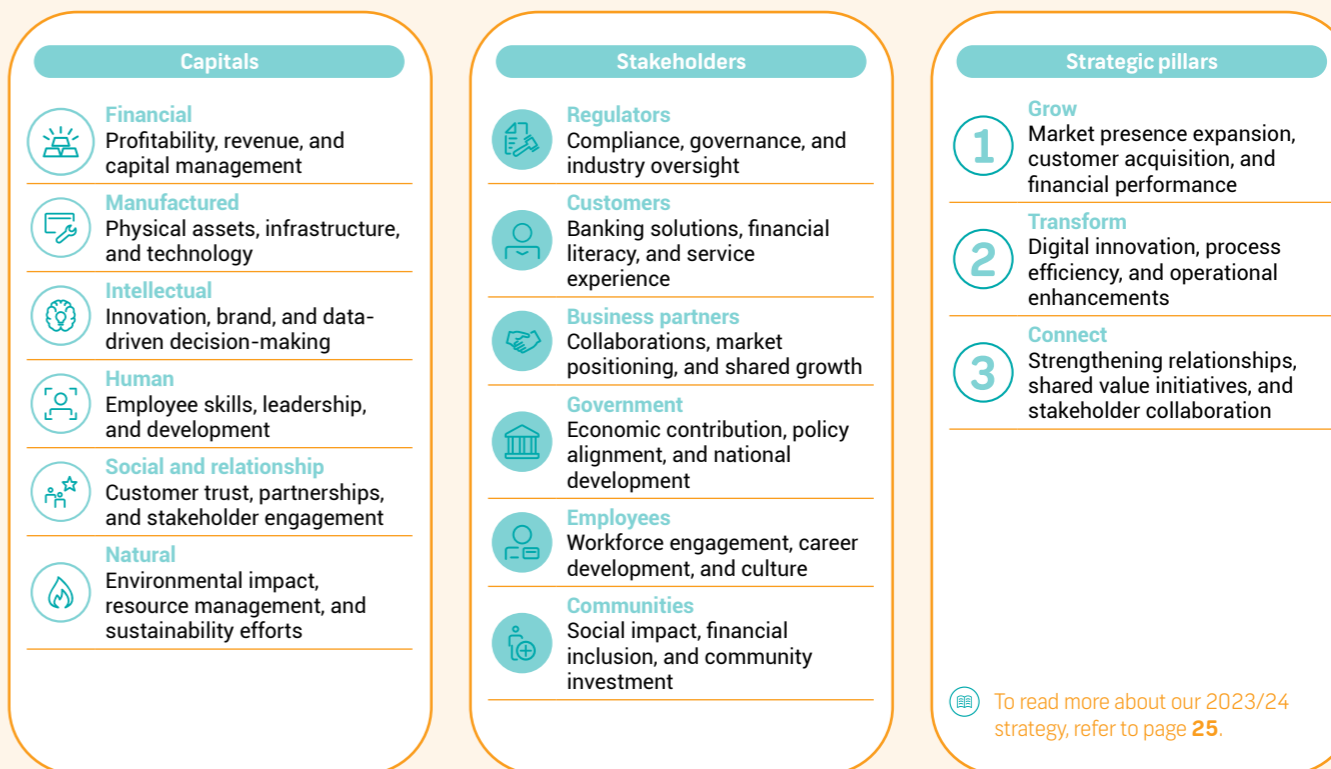 Capitals
Financial
Profitability, revenue, and
capital management
Manufactured
Physical assets, infrastructure,
and technology
Intellectual
Innovation, brand, and data-
driven decision-making
Human
Employee skills, leadership,
and development
Social and relationship
Customer trust, partnerships,
and stakeholder engagement
Natural
Environmental impact,
resource management, and
sustainability efforts
Stakeholders
Regulators
Compliance, governance, and
industry oversight
Customers
Banking solutions, financial
literacy, and service
experience
Business partners
Collaborations, market
positioning, and shared growth
Government
Economic contribution, policy
alignment, and national
development
Employees
Workforce engagement, career
development, and culture
Communities
Social impact, financial
inclusion, and community
investment
Strategic pillars
1
Grow
Market presence expansion,
customer acquisition, and
financial performance
2
Transform
Digital innovation, process
efficiency, and operational
enhancements
3
Connect
Strengthening relationships,
shared value initiatives, and
stakeholder collaboration
To read more about our 2023/24
strategy, refer to page 25.